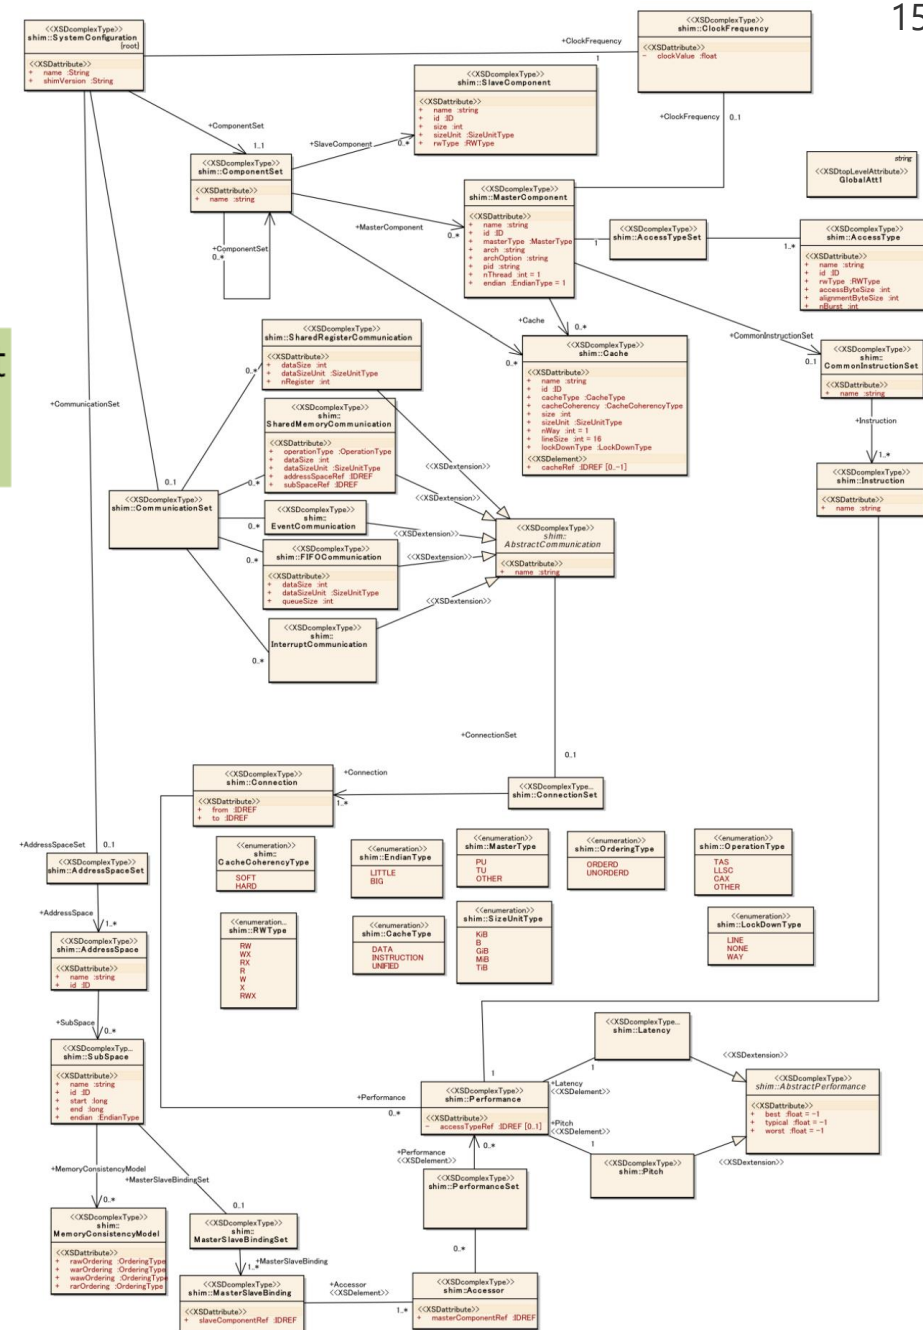 15
<<XSDcomplexType>>
shim::SystemConfiguration
{root}
<<XSDattribute>>
+ name :String
+ shimVersion :String
+ClockFrequency
1
<<XSDcomplexType>>
shim::ClockFrequency
<<XSDattribute>>
- clockValue :float
<<XSDcomplexType>>
shim::SlaveComponent
<<XSDattribute>>
+ name :string
+ id :ID
+ size :int
+ sizeUnit :SizeUnitType
+ rwType :RWType
+ComponentSet
1..1
+SlaveComponent
0..*
+ClockFrequency
0..1
<<XSDcomplexType>>
shim::ComponentSet
<<XSDattribute>>
+ name :string
+ComponentSet
0..*
string
<<XSDtopLevelAttribute>>
GlobalAtt1
<<XSDcomplexType>>
shim::MasterComponent
<<XSDattribute>>
+ name :string
+ id :ID
+ masterType :MasterType
+ arch :string
+ archOption :string
+ pid :string
+ nThread :int = 1
+ endian :EndianType = 1
+MasterComponent
0..*
1
<<XSDcomplexType>>
shim::AccessTypeSet
1..*
<<XSDcomplexType>>
shim::AccessType
<<XSDattribute>>
+ name :string
+ id :ID
+ rwType :RWType
+ accessByteSize :int
+ alignmentByteSize :int
+ nBurst :int
+Cache
0..*
0..*
<<XSDcomplexType>>
shim::Cache
<<XSDattribute>>
+ name :string
+ id :ID
+ cacheType :CacheType
+ cacheCoherency :CacheCoherencyType
+ size :int
+ sizeUnit :SizeUnitType
+ nWay :int = 1
+ lineSize :int = 16
+ lockDownType :LockDownType
<<XSDelement>>
+ cacheRef :IDREF [0..-1]
+CommonInstructionSet
0..1
<<XSDcomplexType>>
shim::
CommonInstructionSet
<<XSDattribute>>
+ name :string
+Instruction
1..*
<<XSDcomplexType>>
shim::Instruction
<<XSDattribute>>
+ name :string
t
+CommunicationSet
0..1
<<XSDcomplexType>>
shim::CommunicationSet
<<XSDcomplexType>>
shim::SharedRegisterCommunication
<<XSDattribute>>
+ dataSize :int
+ dataSizeUnit :SizeUnitType
+ nRegister :int
0..*
<<XSDcomplexType>>
shim::
SharedMemoryCommunication
<<XSDattribute>>
+ operationType :OperationType
+ dataSize :int
+ dataSizeUnit :SizeUnitType
+ addressSpaceRef :IDREF
+ subSpaceRef :IDREF
0..*
<<XSDcomplexType>>
shim::
EventCommunication
0..*
<<XSDcomplexType>>
shim::FIFOCommunication
<<XSDattribute>>
+ dataSize :int
+ dataSizeUnit :SizeUnitType
+ queueSize :int
0..*
<<XSDcomplexType>>
shim::
InterruptCommunication
0..*
<<XSDextension>>
<<XSDextension>>
<<XSDextension>>
<<XSDextension>>
<<XSDextension>>
<<XSDcomplexType>>
shim::
AbstractCommunication
<<XSDattribute>>
+ name :string
+ConnectionSet
0..1
<<XSDcomplexType...
shim::ConnectionSet
+Connection
1..*
<<XSDcomplexType>>
shim::Connection
<<XSDattribute>>
+ from :IDREF
+ to :IDREF
<<enumeration>>
shim::
CacheCoherencyType
SOFT
HARD
<<enumeration>>
shim::EndianType
LITTLE
BIG
<<enumeration>>
shim::MasterType
PU
TU
OTHER
<<enumeration>>
shim::OrderingType
ORDERD
UNORDERD
<<enumeration>>
shim::OperationType
TAS
LLSC
CAX
OTHER
<<enumeration...
shim::RWType
RW
WX
RX
R
W
X
RWX
<<enumeration...
shim::CacheType
DATA
INSTRUCTION
UNIFIED
<<enumeration>>
shim::SizeUnitType
KiB
B
GiB
MiB
TiB
<<enumeration>>
shim::LockDownType
LINE
NONE
WAY
+AddressSpaceSet
0..1
<<XSDcomplexType>>
shim::AddressSpaceSet
+AddressSpace
1..*
<<XSDcomplexType>>
shim::AddressSpace
<<XSDattribute>>
+ name :string
+ id :ID
+SubSpace
0..*
<<XSDcomplexTyp...
shim::SubSpace
<<XSDattribute>>
+ name :string
+ id :ID
+ start :long
+ end :long
+ endian :EndianType
+MemoryConsistencyModel
+MasterSlaveBindingSet
0..*
<<XSDcomplexType>>
shim::
MemoryConsistencyModel
<<XSDattribute>>
+ rawOrdering :OrderingType
+ warOrdering :OrderingType
+ wawOrdering :OrderingType
+ rarOrdering :OrderingType
0..1
<<XSDcomplexType>>
shim::
MasterSlaveBindingSet
+MasterSlaveBinding
1..*
<<XSDcomplexType>>
shim::MasterSlaveBinding
<<XSDattribute>>
+ slaveComponentRef :IDREF
+Accessor
<<XSDelement>>
1..*
<<XSDcomplexType>>
shim::Accessor
<<XSDattribute>>
+ masterComponentRef :IDREF
0..*
<<XSDcomplexType>>
shim::PerformanceSet
+Performance
<<XSDelement>>
0..*
+Performance
0..*
1
<<XSDcomplexType>>
shim::Performance
<<XSDattribute>>
- accessTypeRef :IDREF [0..1]
+Latency
<<XSDelement>>
1
+Pitch
<<XSDelement>>
1
<<XSDcomplexType...
shim::Latency
<<XSDcomplexType>>
shim::Pitch
<<XSDextension>>
<<XSDextension>>
<<XSDcomplexType>>
shim::AbstractPerformance
<<XSDattribute>>
+ best :float = -1
+ typical :float = -1
+ worst :float = -1